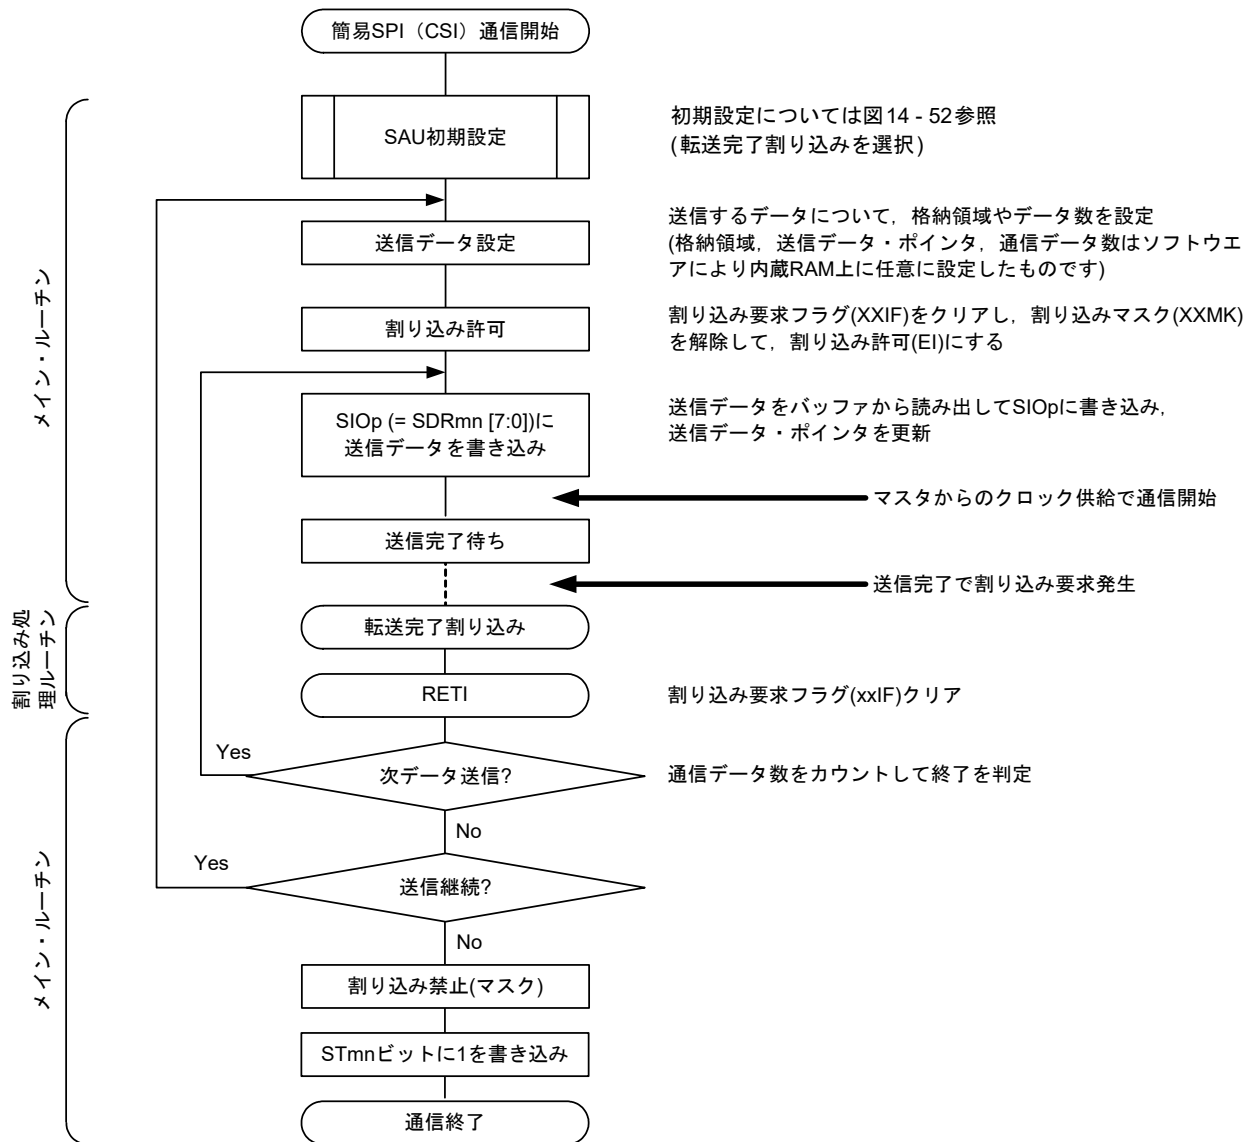 簡易SPI（CSI）通信開始
SAU初期設定
初期設定については図14 - 52参照
(転送完了割り込みを選択)
送信データ設定
送信するデータについて，格納領域やデータ数を設定
(格納領域，送信データ・ポインタ，通信データ数はソフトウエ
アにより内蔵RAM上に任意に設定したものです)
メイン・ルーチン
割り込み許可
割り込み要求フラグ(XXIF)をクリアし，割り込みマスク(XXMK)
を解除して，割り込み許可(EI)にする
SIOp (= SDRmn [7:0])に
送信データを書き込み
送信データをバッファから読み出してSIOpに書き込み，
送信データ・ポインタを更新
マスタからのクロック供給で通信開始
送信完了待ち
送信完了で割り込み要求発生
割り込み処
理ルーチン
転送完了割り込み
RETI
割り込み要求フラグ(xxIF)クリア
Yes
次データ送信?
通信データ数をカウントして終了を判定
No
Yes
送信継続?
メイン・ルーチン
No
割り込み禁止(マスク)
STmnビットに1を書き込み
通信終了